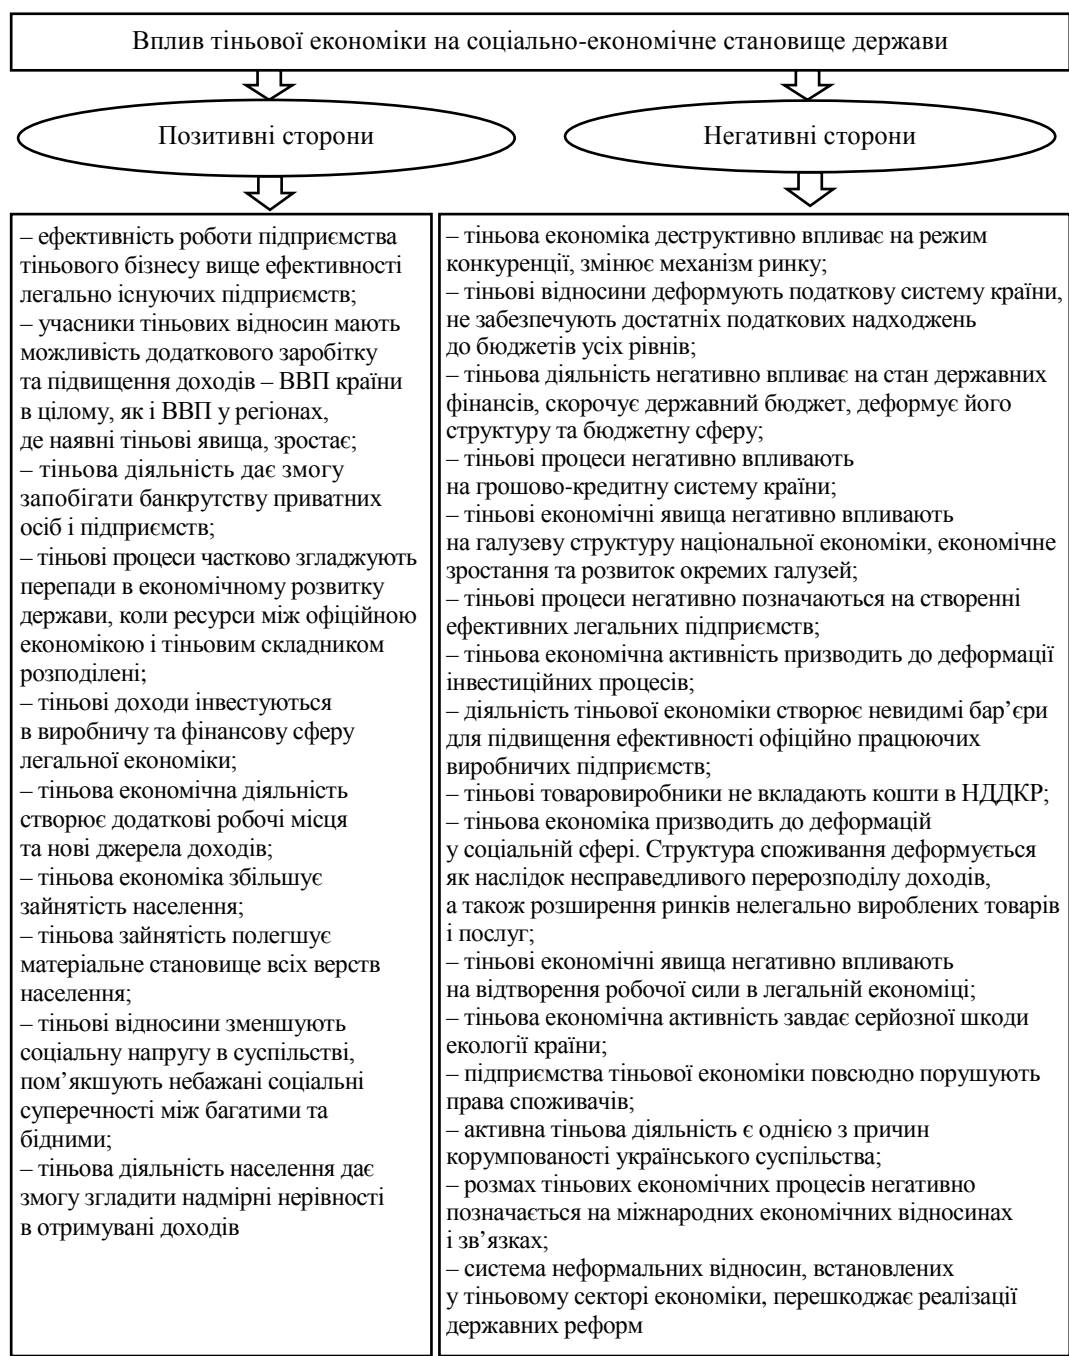 Вплив тіньової економіки на соціально-економічне становище держави
Позитивні сторони
Негативні сторони
– ефективність роботи підприємства
тіньового бізнесу вище ефективності
легально існуючих підприємств;
– учасники тіньових відносин мають
можливість додаткового заробітку
та підвищення доходів – ВВП країни
в цілому, як і ВВП у регіонах,
де наявні тіньові явища, зростає;
– тіньова діяльність дає змогу
запобігати банкрутству приватних
осіб і підприємств;
– тіньові процеси частково згладжують
перепади в економічному розвитку
держави, коли ресурси між офіційною
економікою і тіньовим складником
розподілені;
– тіньові доходи інвестуються
в виробничу та фінансову сферу
легальної економіки;
– тіньова економічна діяльність
створює додаткові робочі місця
та нові джерела доходів;
– тіньова економіка збільшує
зайнятість населення;
– тіньова зайнятість полегшує
матеріальне становище всіх верств
населення;
– тіньові відносини зменшують
соціальну напругу в суспільстві,
пом’якшують небажані соціальні
суперечності між багатими та
бідними;
– тіньова діяльність населення дає
змогу згладити надмірні нерівності
в отримувані доходів
– тіньова економіка деструктивно впливає на режим
конкуренції, змінює механізм ринку;
– тіньові відносини деформують податкову систему країни,
не забезпечують достатніх податкових надходжень
до бюджетів усіх рівнів;
– тіньова діяльність негативно впливає на стан державних
фінансів, скорочує державний бюджет, деформує його
структуру та бюджетну сферу;
– тіньові процеси негативно впливають
на грошово-кредитну систему країни;
– тіньові економічні явища негативно впливають
на галузеву структуру національної економіки, економічне
зростання та розвиток окремих галузей;
– тіньові процеси негативно позначаються на створенні
ефективних легальних підприємств;
– тіньова економічна активність призводить до деформації
інвестиційних процесів;
– діяльність тіньової економіки створює невидимі бар’єри
для підвищення ефективності офіційно працюючих
виробничих підприємств;
– тіньові товаровиробники не вкладають кошти в НДДКР;
– тіньова економіка призводить до деформацій
у соціальній сфері. Структура споживання деформується
як наслідок несправедливого перерозподілу доходів,
а також розширення ринків нелегально вироблених товарів
і послуг;
– тіньові економічні явища негативно впливають
на відтворення робочої сили в легальній економіці;
– тіньова економічна активність завдає серйозної шкоди
екології країни;
– підприємства тіньової економіки повсюдно порушують
права споживачів;
– активна тіньова діяльність є однією з причин
корумпованості українського суспільства;
– розмах тіньових економічних процесів негативно
позначається на міжнародних економічних відносинах
і зв’язках;
– система неформальних відносин, встановлених
у тіньовому секторі економіки, перешкоджає реалізації
державних реформ